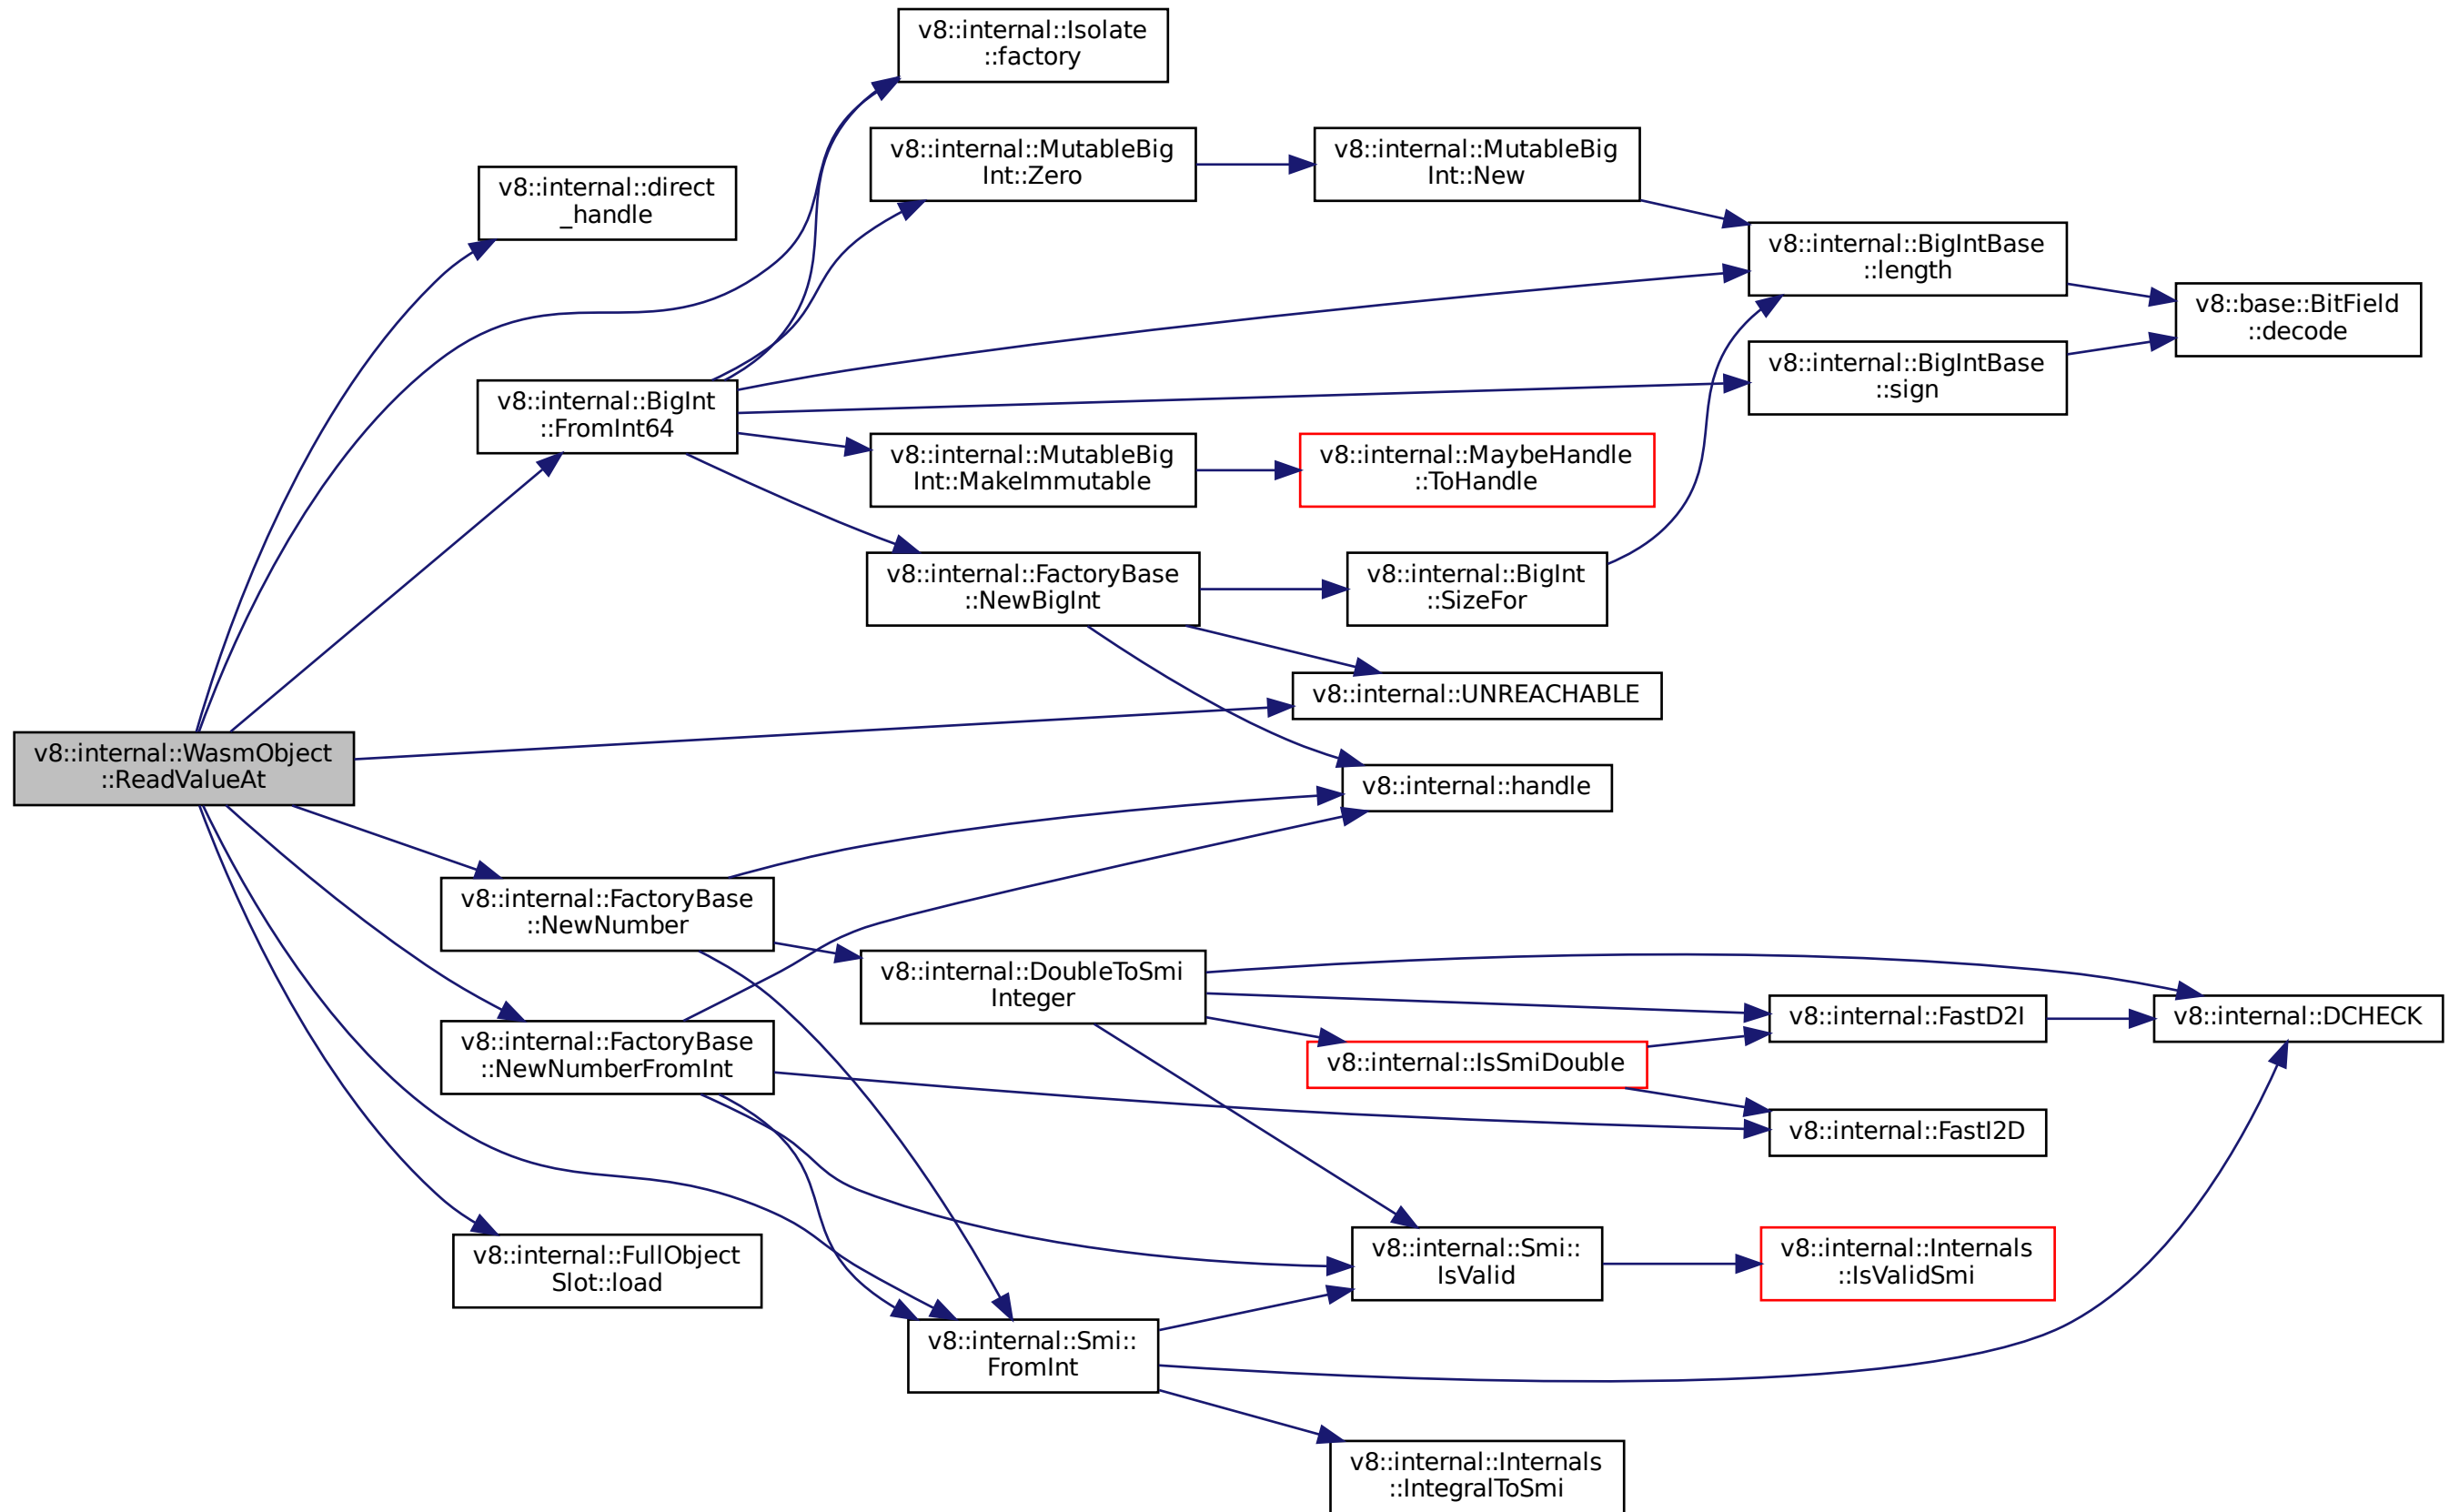 v8::internal::Isolate
::factory
v8::internal::MutableBig
Int::Zero
v8::internal::MutableBig
Int::New
v8::internal::direct
_handle
v8::internal::BigIntBase
::length
v8::base::BitField
::decode
v8::internal::BigIntBase
::sign
v8::internal::BigInt
::FromInt64
v8::internal::MutableBig
Int::MakeImmutable
v8::internal::MaybeHandle
::ToHandle
v8::internal::FactoryBase
::NewBigInt
v8::internal::BigInt
::SizeFor
v8::internal::UNREACHABLE
v8::internal::WasmObject
::ReadValueAt
v8::internal::handle
v8::internal::FactoryBase
::NewNumber
v8::internal::DoubleToSmi
Integer
v8::internal::FastD2I
v8::internal::DCHECK
v8::internal::FactoryBase
::NewNumberFromInt
v8::internal::IsSmiDouble
v8::internal::FastI2D
v8::internal::FullObject
Slot::load
v8::internal::Smi::
IsValid
v8::internal::Internals
::IsValidSmi
v8::internal::Smi::
FromInt
v8::internal::Internals
::IntegralToSmi